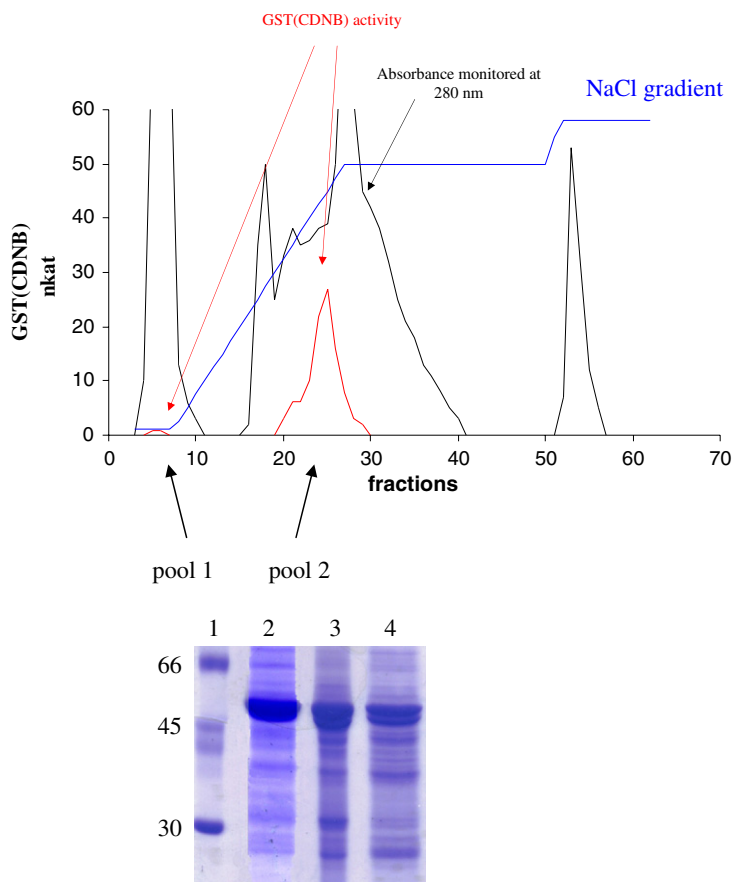 GST(CDNB) activity
Absorbance monitored at
280 nm
NaCl gradient
GST(CDNB)
nkat
60
50
40
30
20
10
0
0 10 20 30 40 50 60 70
fractions
pool 1 pool 2
1 2 3 4
66
45
30